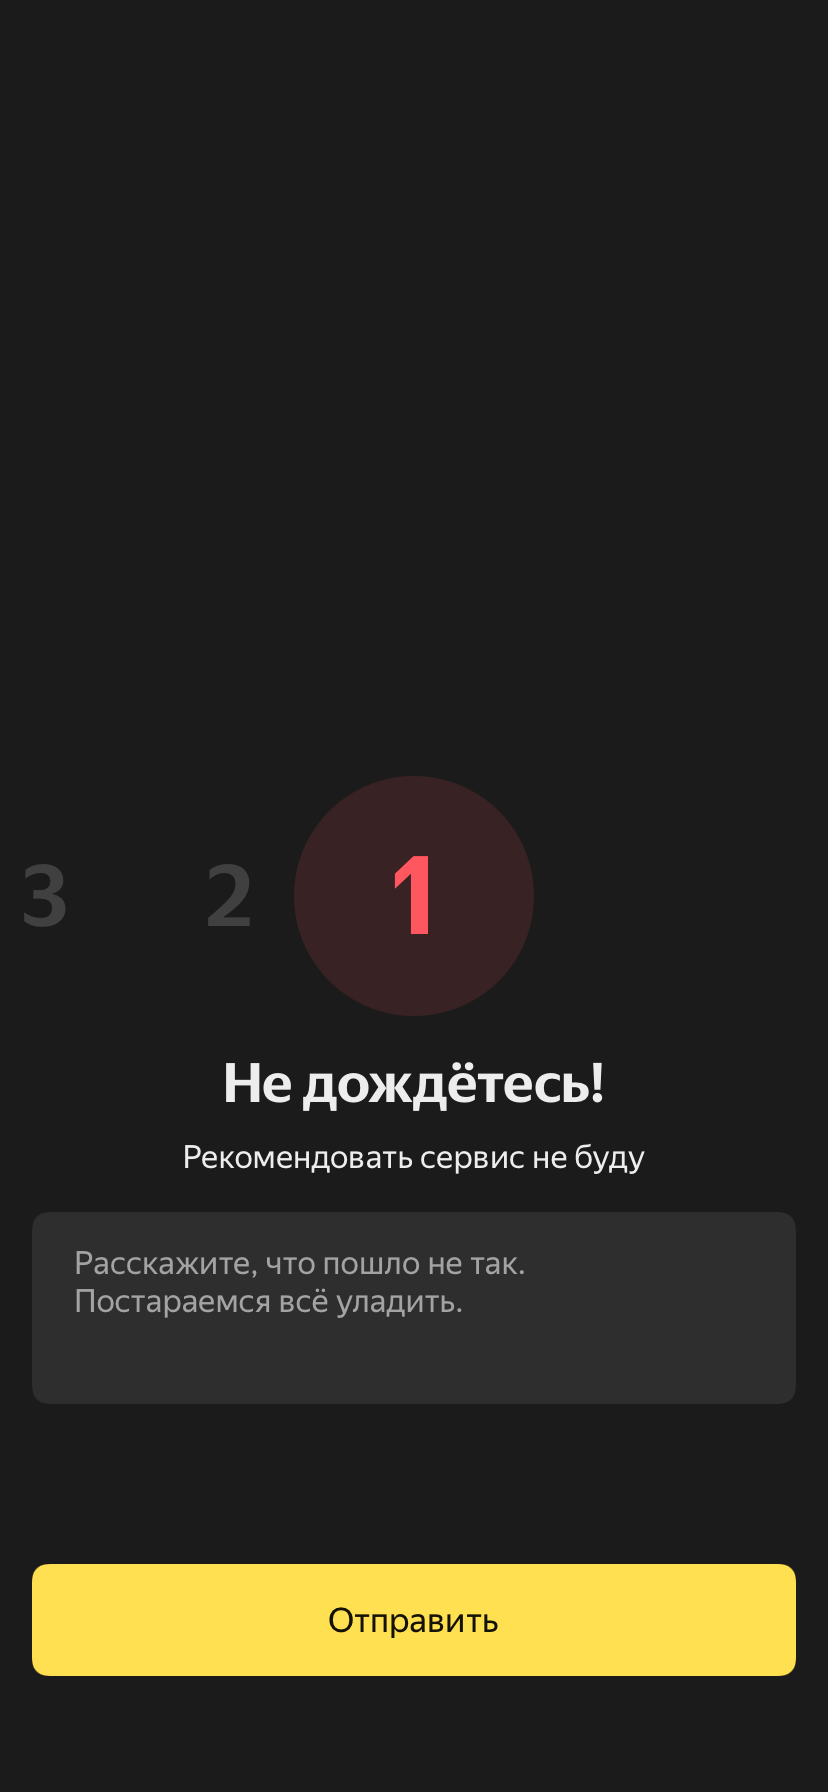 3 2 1
Не дождётесь!
Рекомендовать сервис не буду
Расскажите, что пошло не так.
Постараемся всё уладить.
Отправить